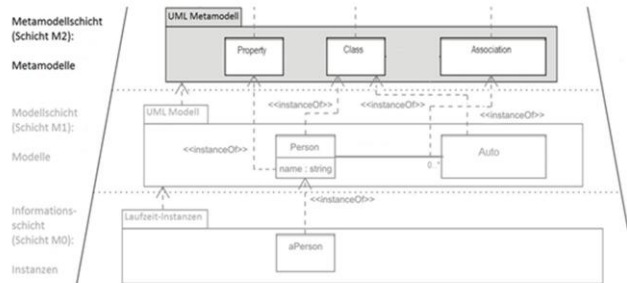 Metamodellschicht
(Schicht M2):
Metamodelle
UML Metamodell
Property
Class
Association
Modellschicht
(Schicht M1):
Modelle
UML Modell
<<instanceOf>>
<<instanceOf>>
<<instanceOf>>
<<instanceOf>>
Person
name : string
0..*
Auto
Informations-
schicht
(Schicht M0):
Instanzen
Laufzeit-Instanzen
<<instanceOf>>
aPerson